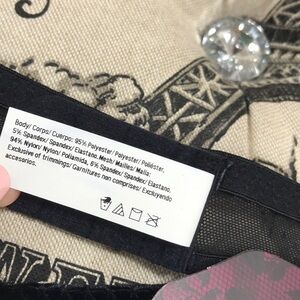 Body/ Corps/ Cuerpo: 95% Polyester/ Polyester/ Poliéster,
5% Spandex/ Spandex/ Elastano, Mesh/ Mailles/ Malla:
94% Nylon/ Nylon/ Poliamida, 6% Spandex/ Spandex/ Elastano.
Exclusive of trimmings/ Garnitures non comprises/ Excluyendo
accesorios.